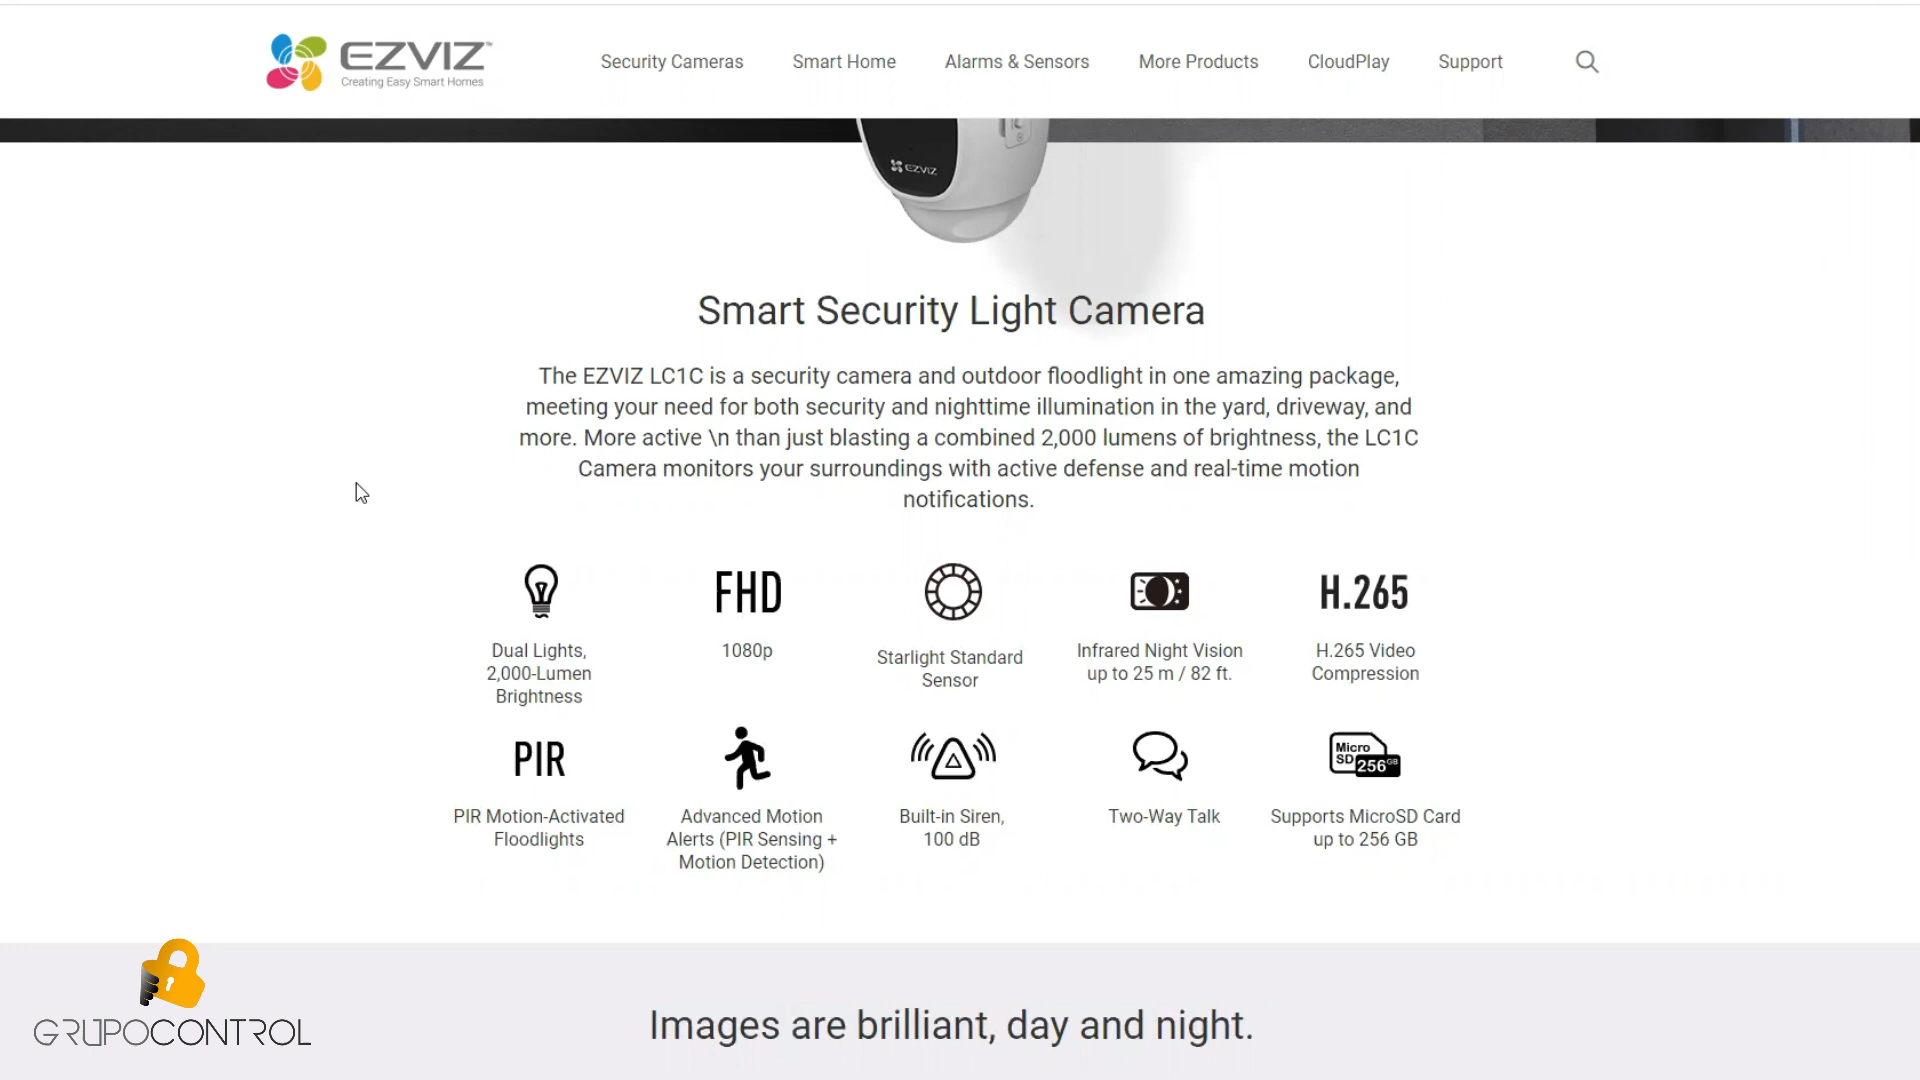 EZVIZ™
Creating Easy Smart Homes
Security Cameras
Smart Home
Alarms & Sensors
More Products
CloudPlay
Support
EZVIZ
Smart Security Light Camera
The EZVIZ LC1C is a security camera and outdoor floodlight in one amazing package,
meeting your need for both security and nighttime illumination in the yard, driveway, and
more. More active \n than just blasting a combined 2,000 lumens of brightness, the LC1C
Camera monitors your surroundings with active defense and real-time motion
notifications.
Dual Lights,
2,000-Lumen
Brightness
FHD
1080p
Starlight Standard
Sensor
Infrared Night Vision
up to 25 m / 82 ft.
H.265
H.265 Video
Compression
PIR
PIR Motion-Activated
Floodlights
Advanced Motion
Alerts (PIR Sensing +
Motion Detection)
Built-in Siren,
100 dB
Two-Way Talk
Micro
SD 256GB
Supports MicroSD Card
up to 256 GB
GRUPOCONTROL
Images are brilliant, day and night.